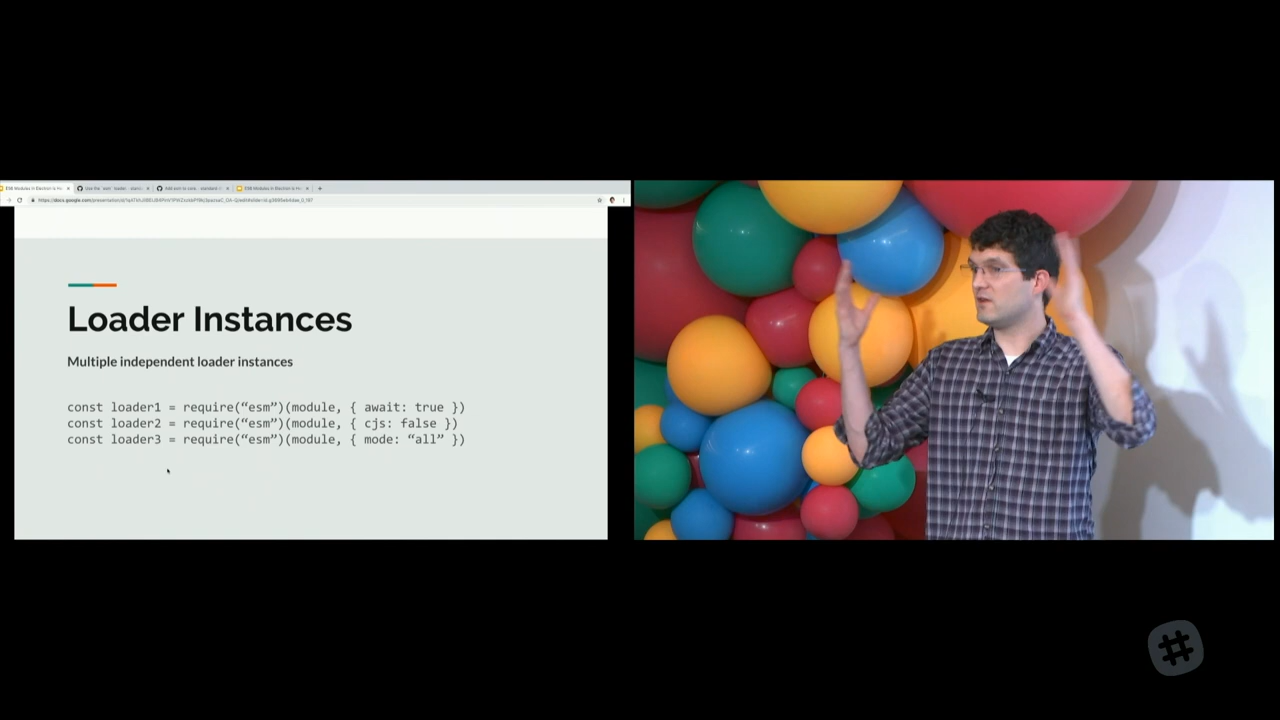 Loader Instances
Multiple independent loader instances
const loader1 = require(“esm”)(module, { await: true })
const loader2 = require(“esm”)(module, { cjs: false })
const loader3 = require(“esm”)(module, { mode: “all” })